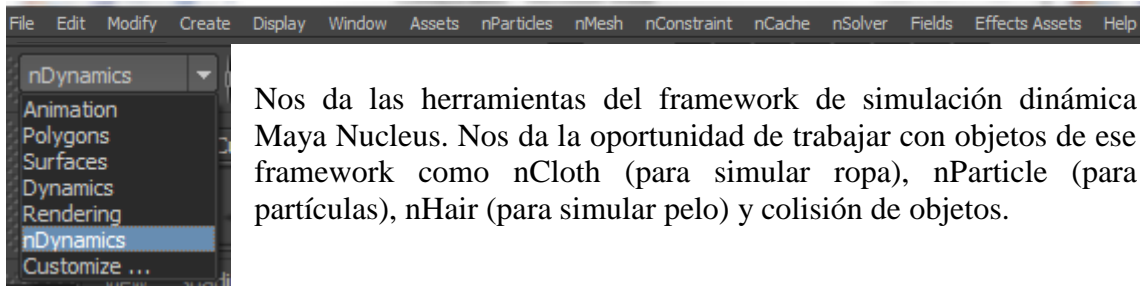 File Edit Modify Create Display Window Assets nParticles nMesh nConstraint nCache nSolver Fields Effects Assets Help
nDynamics
Animation
Polygons
Surfaces
Dynamics
Rendering
nDynamics
Customize ...
Nos da las herramientas del framework de simulación dinámica
Maya Nucleus. Nos da la oportunidad de trabajar con objetos de ese
framework como nCloth (para simular ropa), nParticle (para
partículas), nHair (para simular pelo) y colisión de objetos.